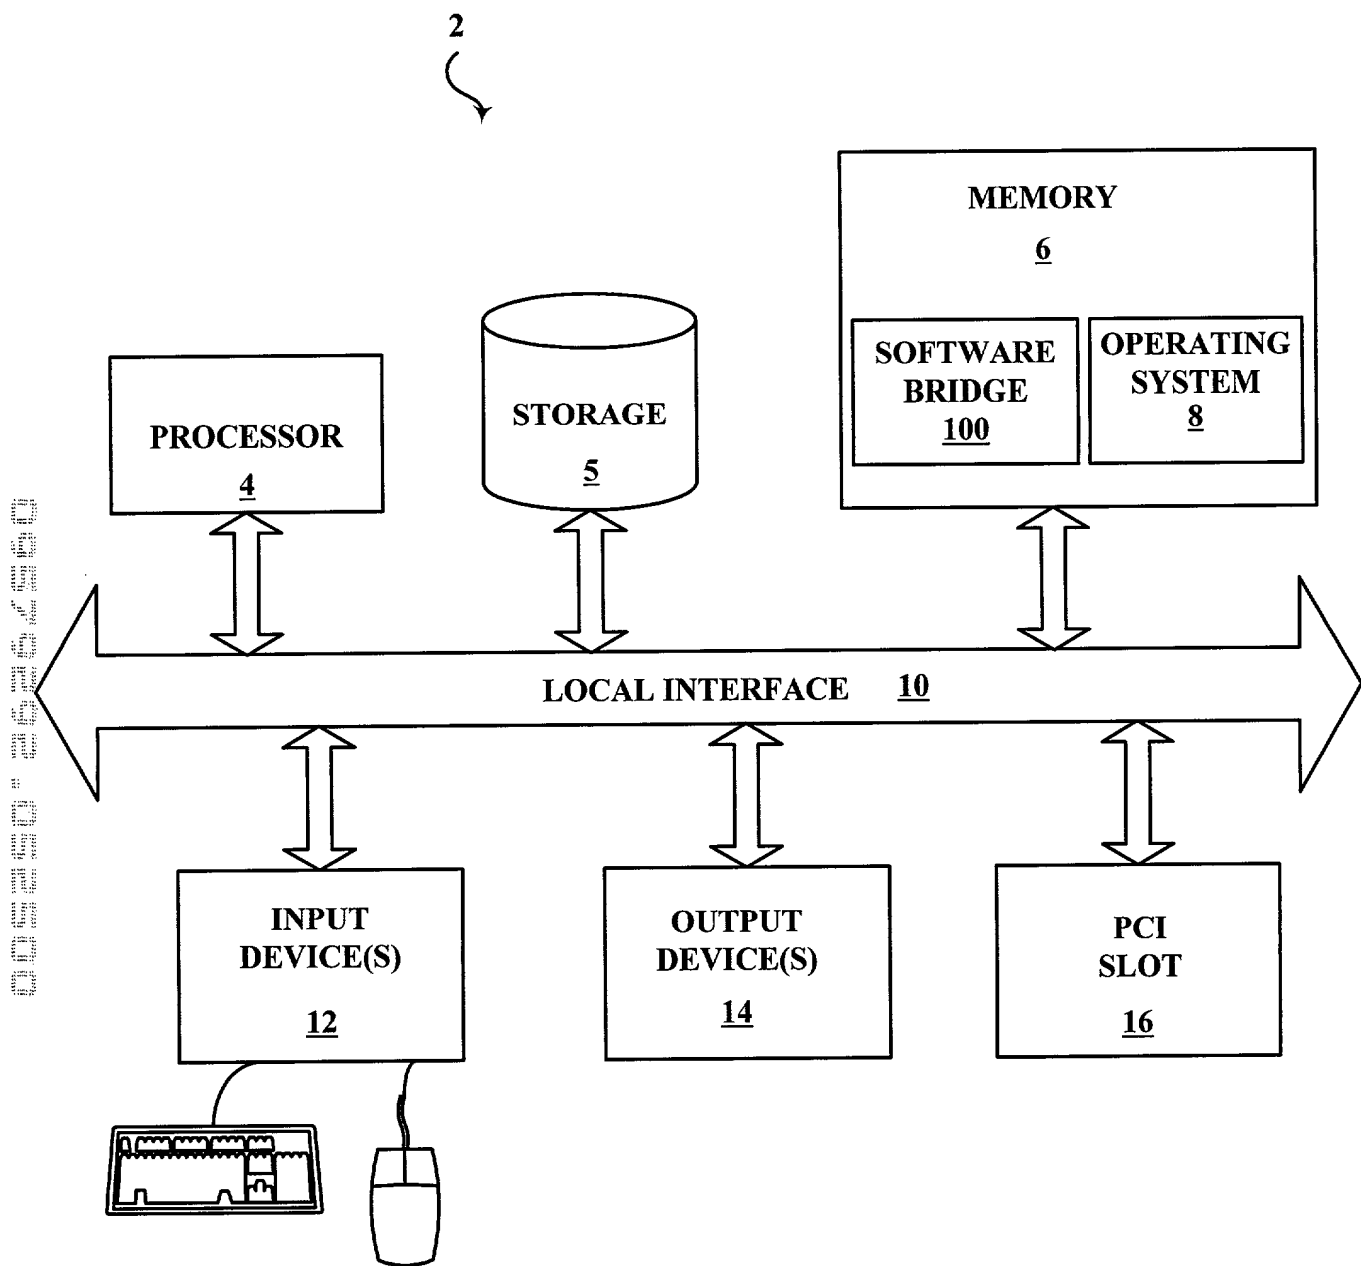 2
MEMORY
6
SOFTWARE
BRIDGE
100
OPERATING
SYSTEM
8
STORAGE
5
PROCESSOR
4
LOCAL INTERFACE 10
INPUT
DEVICE(S)
12
OUTPUT
DEVICE(S)
14
PCI
SLOT
16